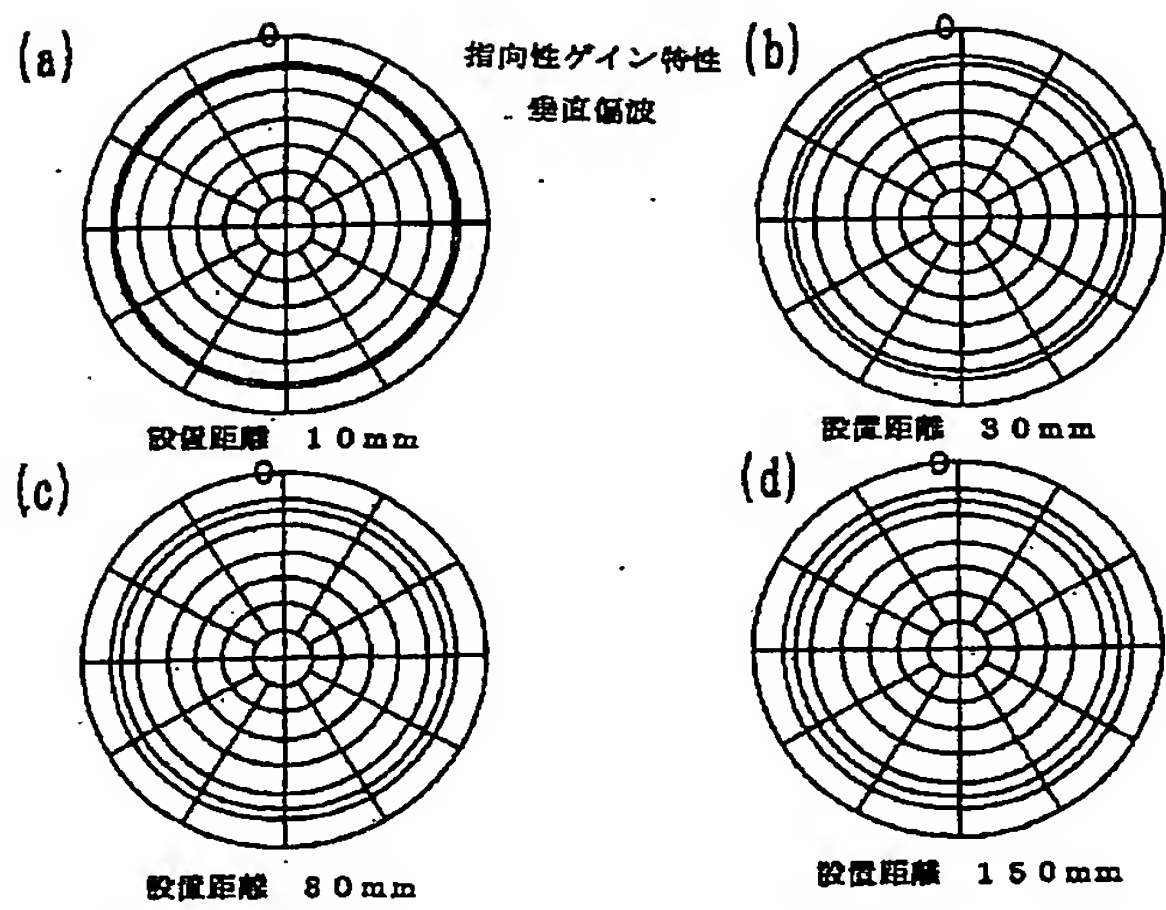 (a)
0
指向性ゲイン特性
垂直偏波
(b)
0
設置距離 10mm
設置距離 30mm
(c)
0
(d)
0
設置距離 80mm
設置距離 150mm